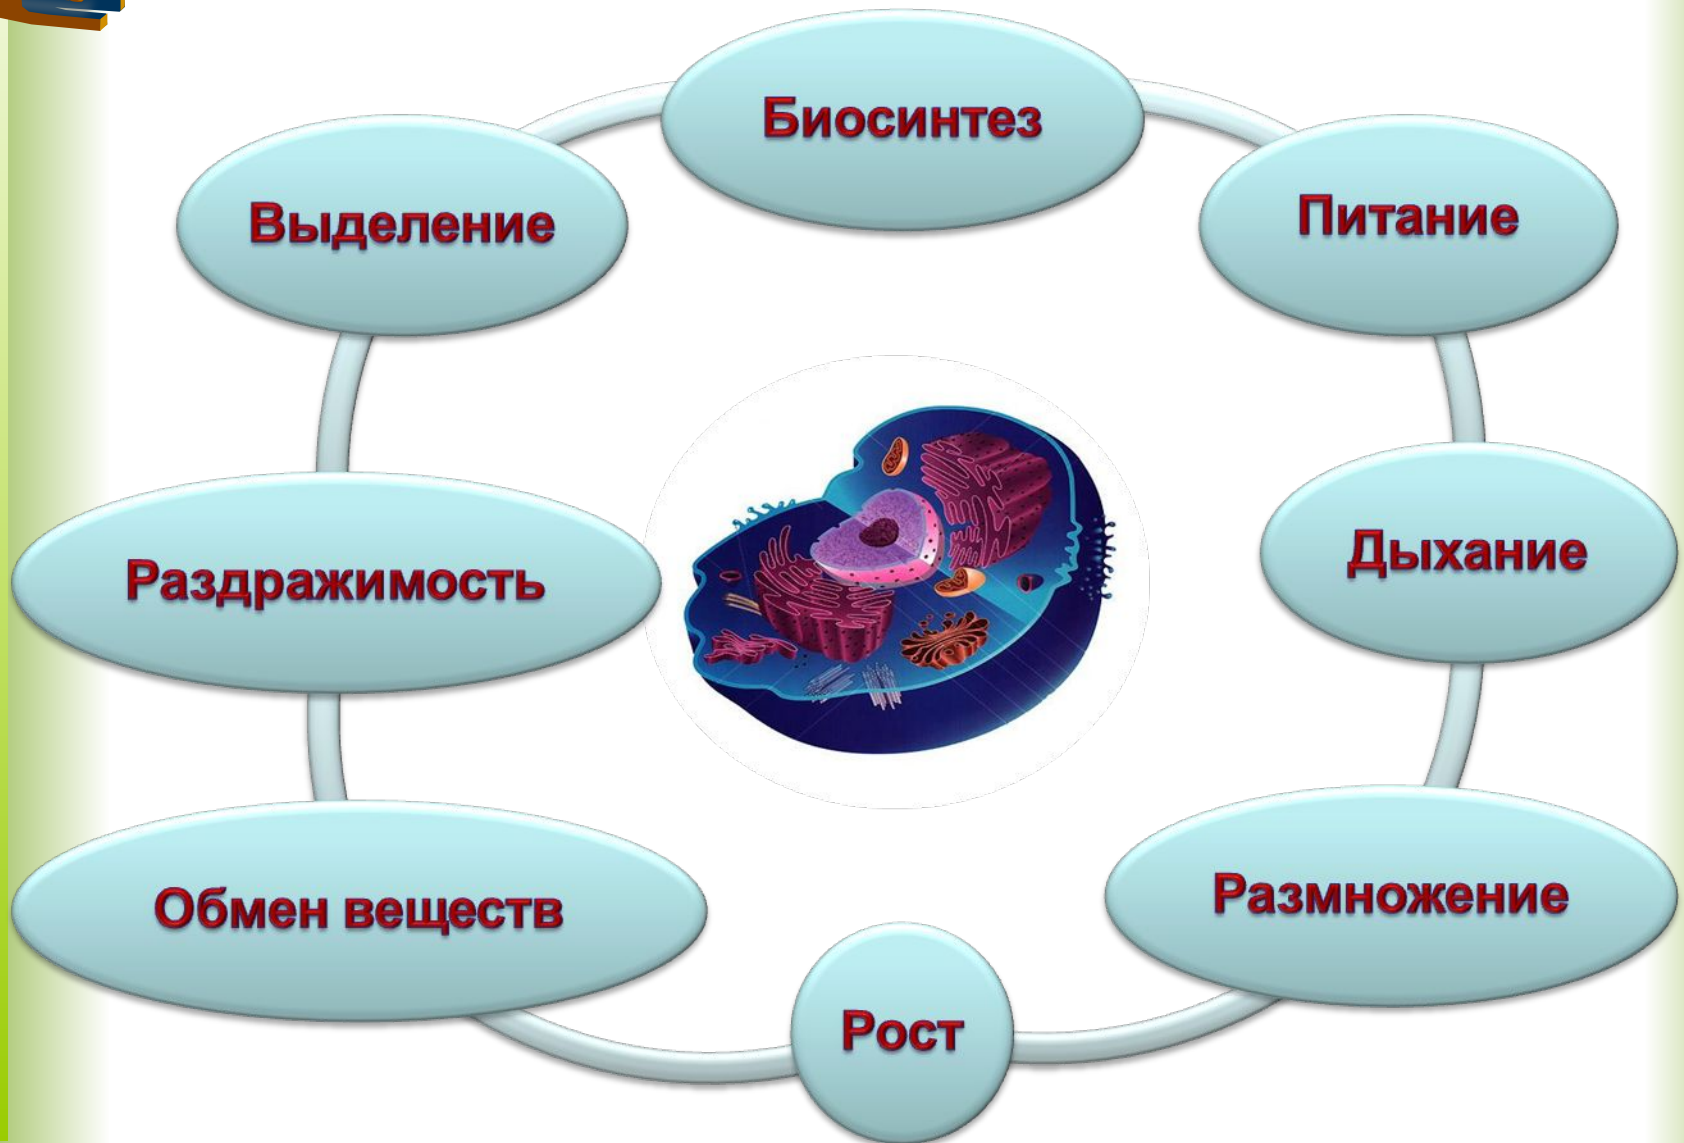 Биосинтез
Питание
Дыхание
Размножение
Рост
Обмен веществ
Раздражимость
Выделение